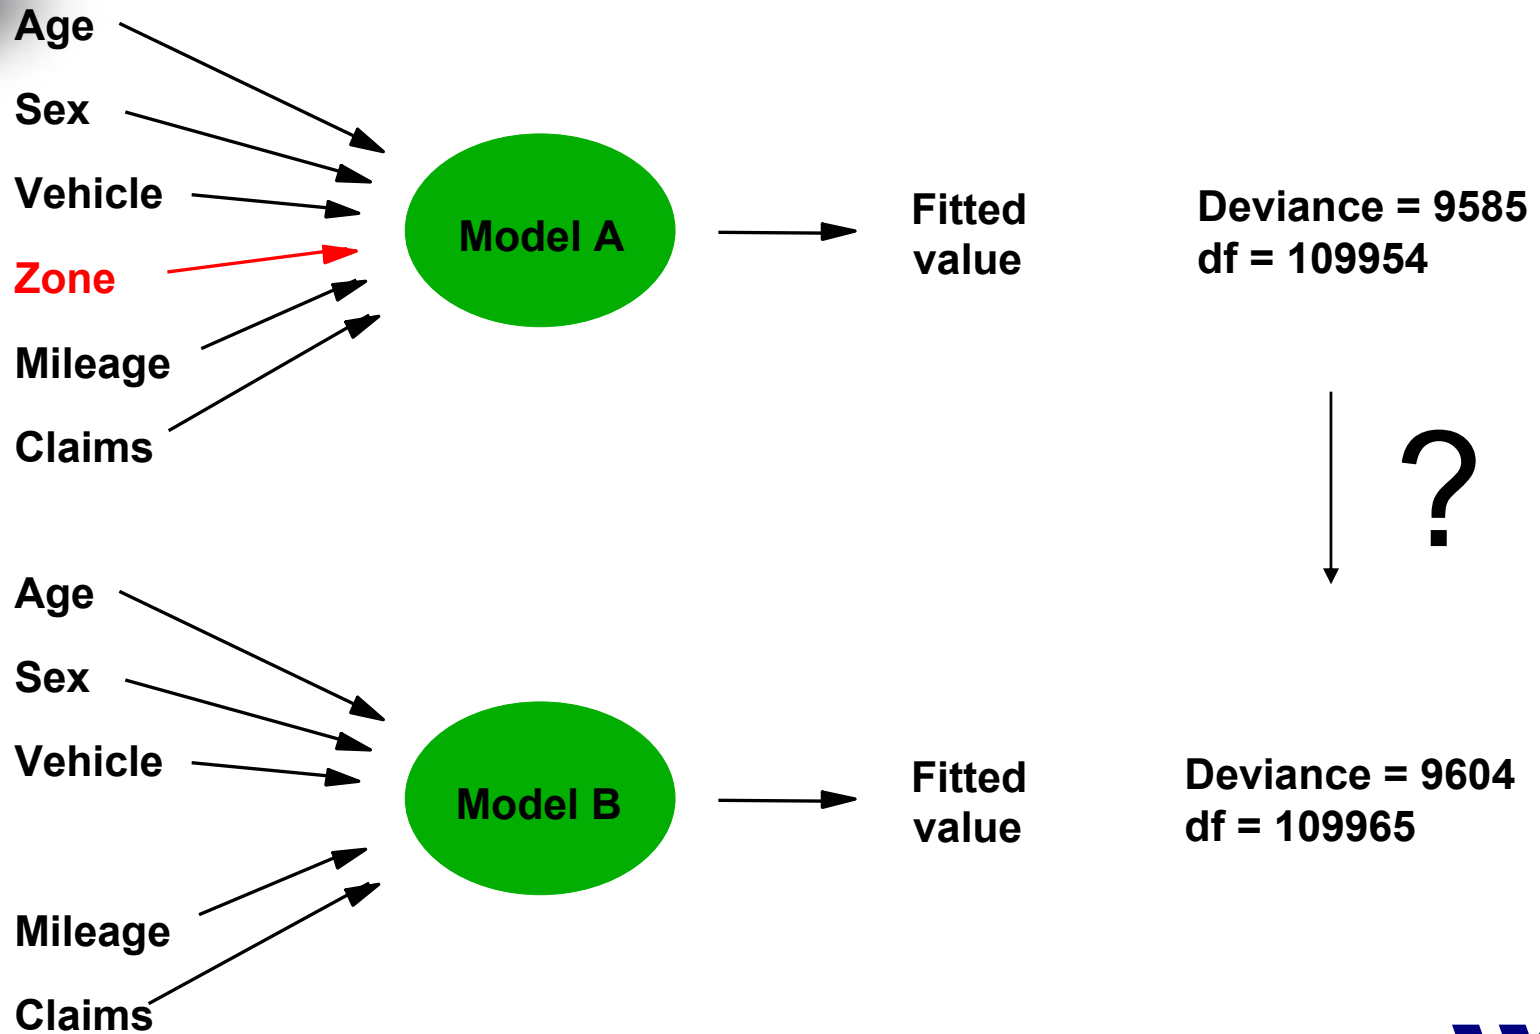 Age
Sex
Vehicle
Zone
Mileage
Claims
Model A
Fitted
value
Deviance = 9585
df = 109954
?
Age
Sex
Vehicle
Mileage
Claims
Model B
Fitted
value
Deviance = 9604
df = 109965